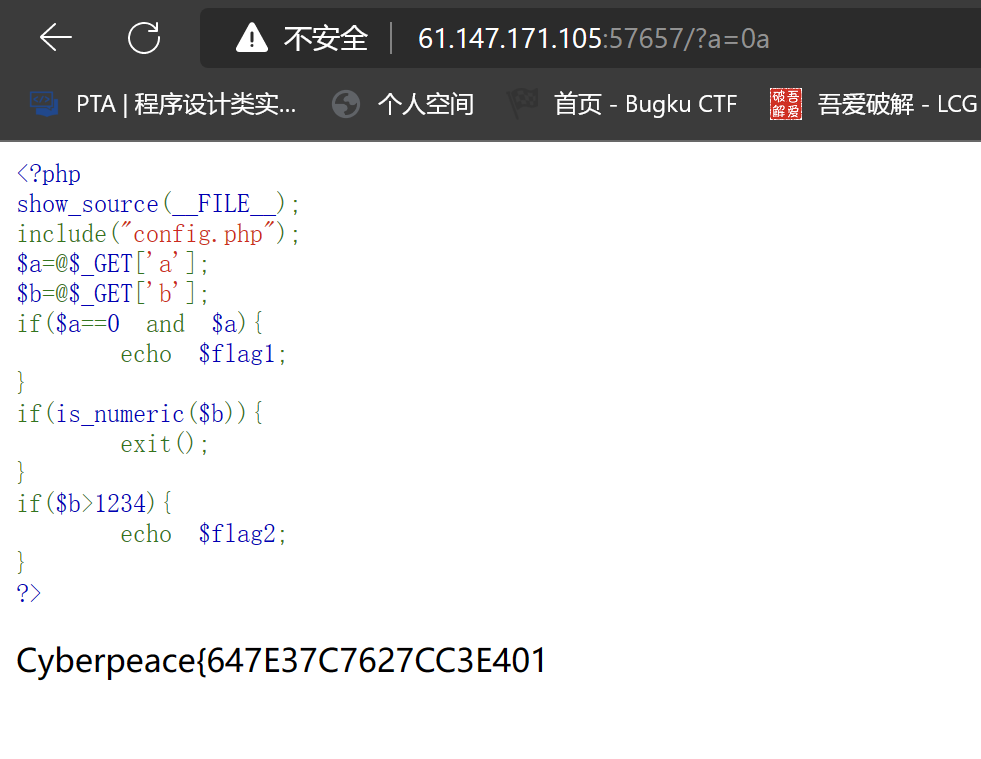 不安全 | 61.147.171.105:57657/?a=0a
PTA | 程序设计类实... 个人空间 首页 - Bugku CTF 吾爱破解 吾爱破解 - LCG
<?php
show_source(__FILE__);
include("config.php");
$a=@$_GET['a'];
$b=@$_GET['b'];
if($a==0 and $a){
echo $flag1;
}
if(is_numeric($b)){
exit();
}
if($b>1234){
echo $flag2;
}
?>
Cyberpeace{647E37C7627CC3E401